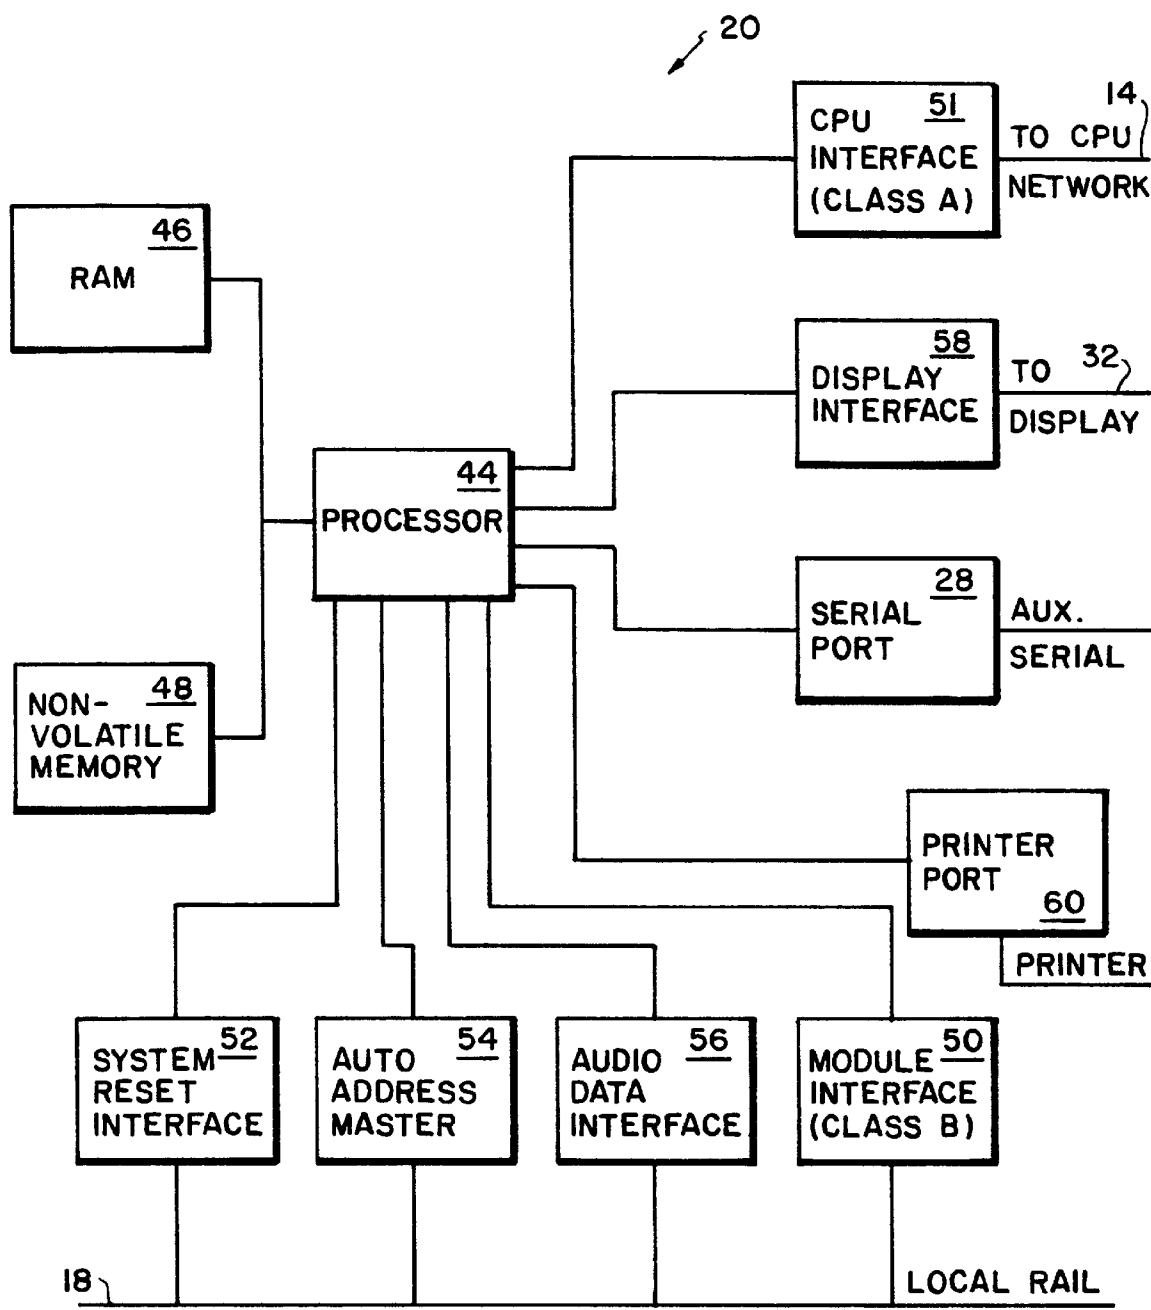 20
51
CPU
INTERFACE
(CLASS A)
14
TO CPU
NETWORK
46
RAM
58
DISPLAY
INTERFACE
32
TO
DISPLAY
44
PROCESSOR
28
SERIAL
PORT
AUX.
SERIAL
48
NON-
VOLATILE
MEMORY
PRINTER
PORT
60
PRINTER
52
SYSTEM
RESET
INTERFACE
54
AUTO
ADDRESS
MASTER
56
AUDIO
DATA
INTERFACE
50
MODULE
INTERFACE
(CLASS B)
18
LOCAL RAIL